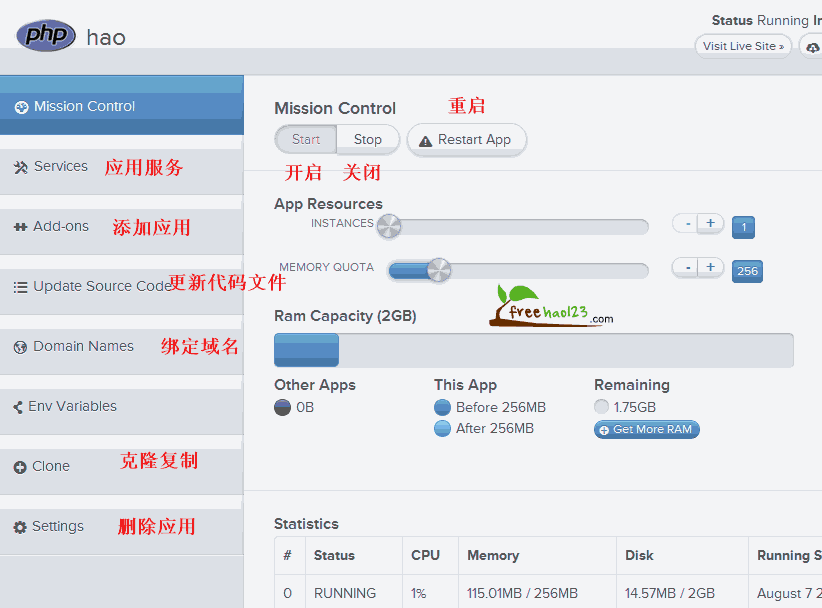 php hao
Status Running In
Visit Live Site »
Mission Control
Services 应用服务
Add-ons 添加应用
Update Source Code 更新代码文件
Domain Names 绑定域名
Env Variables
Clone 克隆复制
Settings 删除应用
Mission Control 重启
Start Stop Restart App
开启 关闭
App Resources
INSTANCES - + 1
MEMORY QUOTA - + 256
freehao123.com
Ram Capacity (2GB)
Other Apps This App Remaining
0B Before 256MB 1.75GB
After 256MB Get More RAM
Statistics
# Status CPU Memory Disk Running S
0 RUNNING 1% 115.01MB / 256MB 14.57MB / 2GB August 7 2